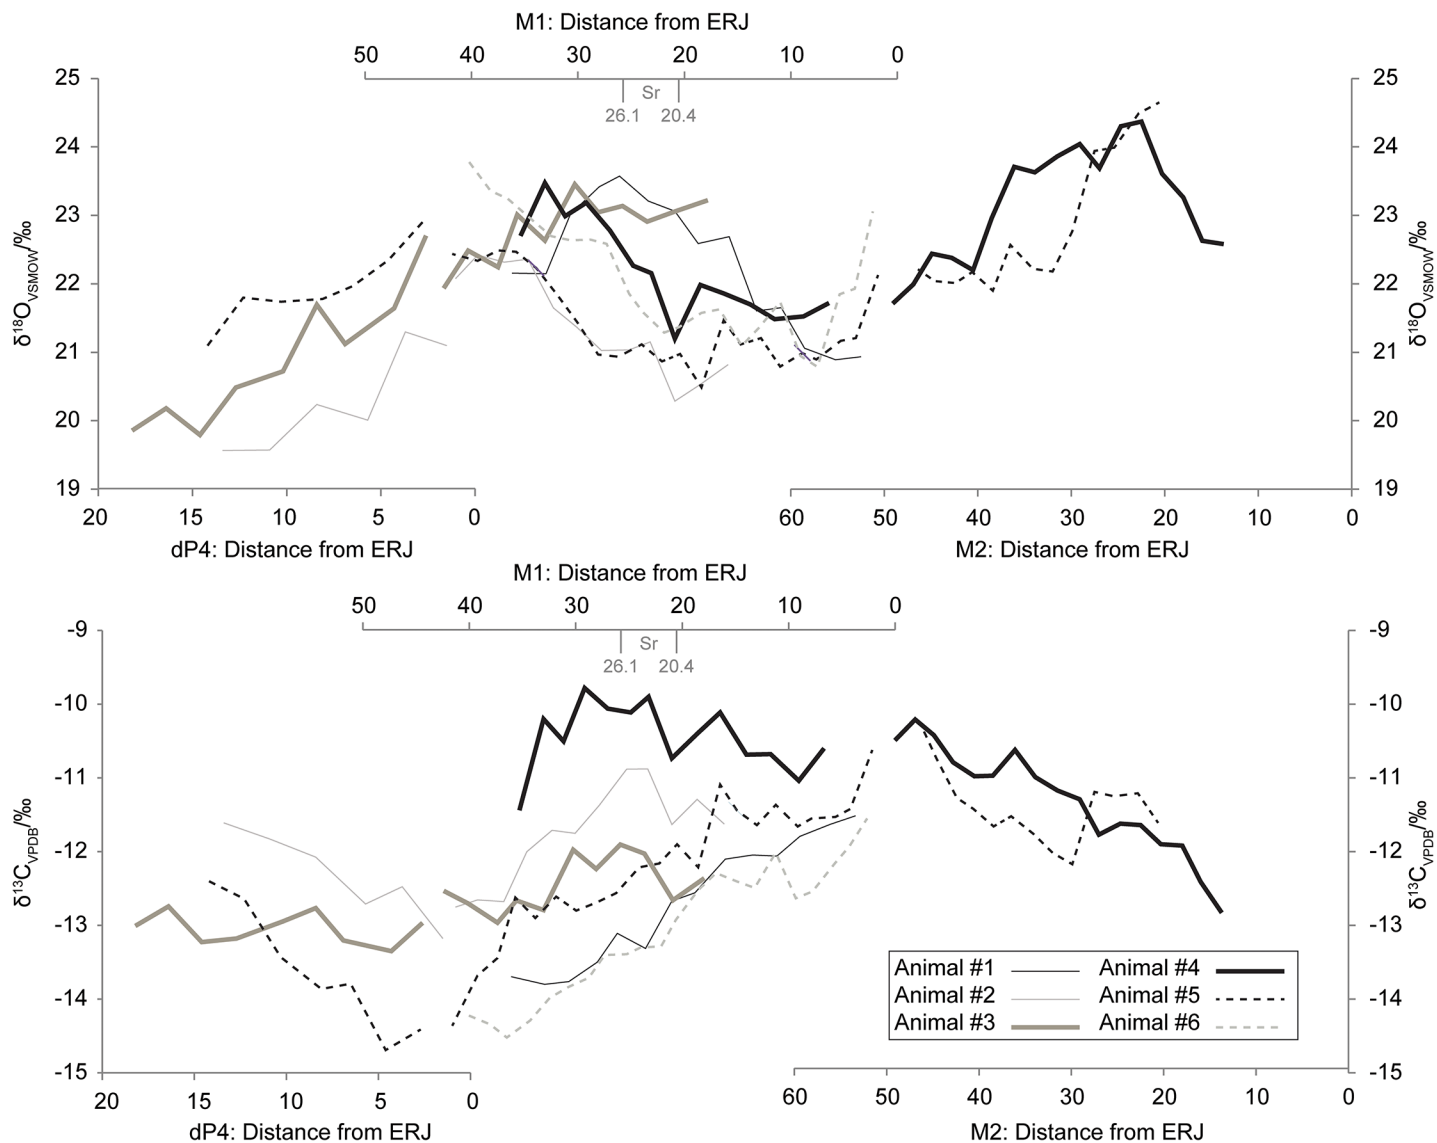 M1: Distance from ERJ
50 40 30 20 10 0
25 25
Sr
26.1 20.4
24 24
23 23
22 22
21 21
20 20
19 19
δ18OVSMOW/‰ δ18OVSMOW/‰
20 15 10 5 0 60 50 40 30 20 10 0
dP4: Distance from ERJ M2: Distance from ERJ
M1: Distance from ERJ
50 40 30 20 10 0
-9 -9
Sr
26.1 20.4
-10 -10
-11 -11
-12 -12
-13 -13
-14 -14
-15 -15
δ13CVPDB/‰ δ13CVPDB/‰
Animal #1 Animal #4
Animal #2 Animal #5
Animal #3 Animal #6
20 15 10 5 0 60 50 40 30 20 10 0
dP4: Distance from ERJ M2: Distance from ERJ